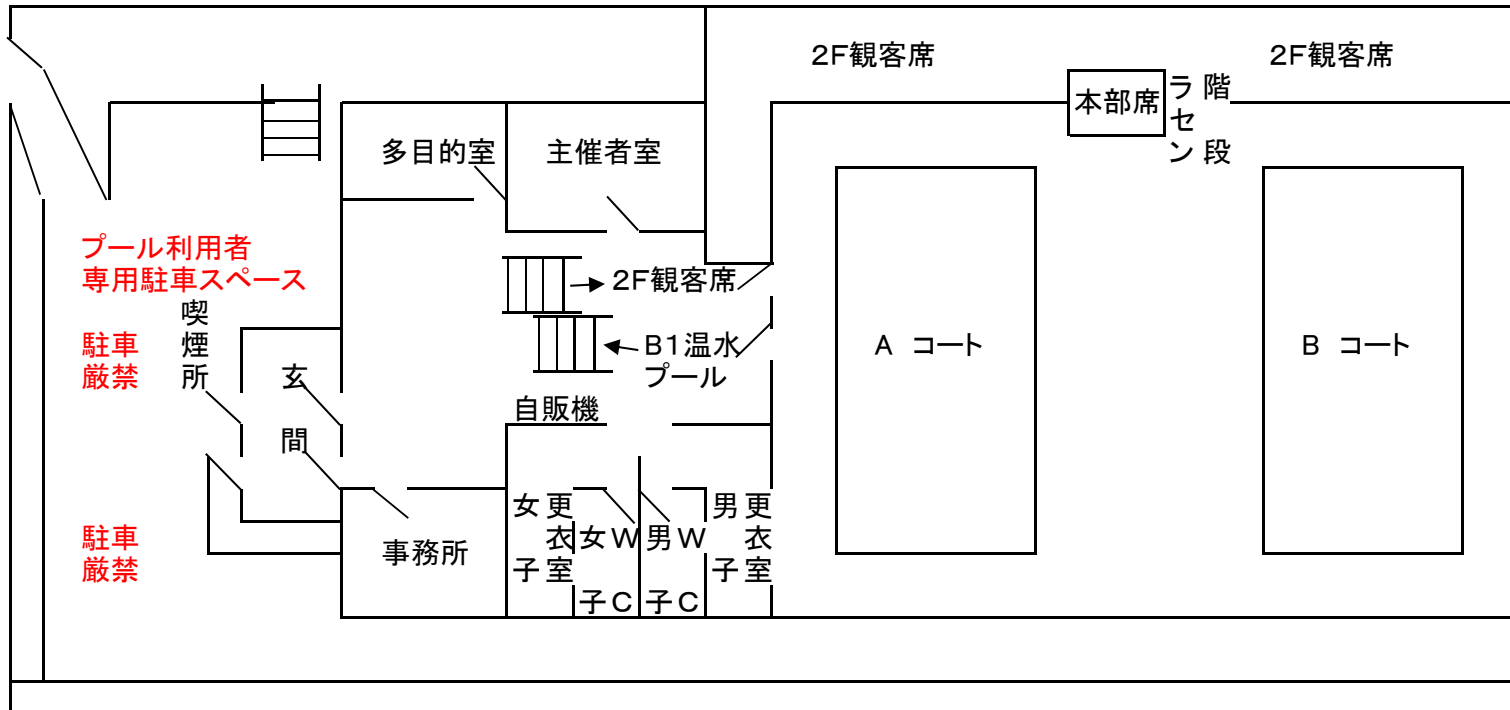 2F観客席
2F観客席
本部席
ラセン
階段
多目的室
主催者室
プール利用者
専用駐車スペース
2F観客席
喫煙所
駐車
厳禁
B1温水
プール
A コート
B コート
玄間
自販機
事務所
女子
更衣室
女子
WC
男子
WC
男子
更衣室
駐車
厳禁